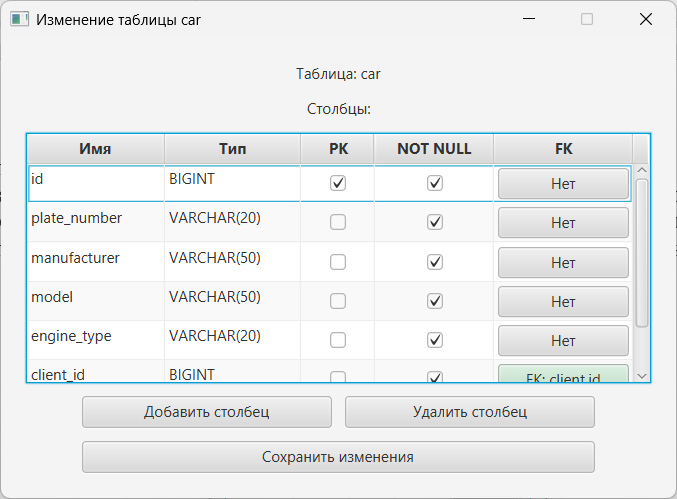 Изменение таблицы car
Таблица: car
Столбцы:
Имя Тип PK NOT NULL FK
id BIGINT Нет
plate_number VARCHAR(20) Нет
manufacturer VARCHAR(50) Нет
model VARCHAR(50) Нет
engine_type VARCHAR(20) Нет
client_id BIGINT FK: client.id
Добавить столбец Удалить столбец
Сохранить изменения